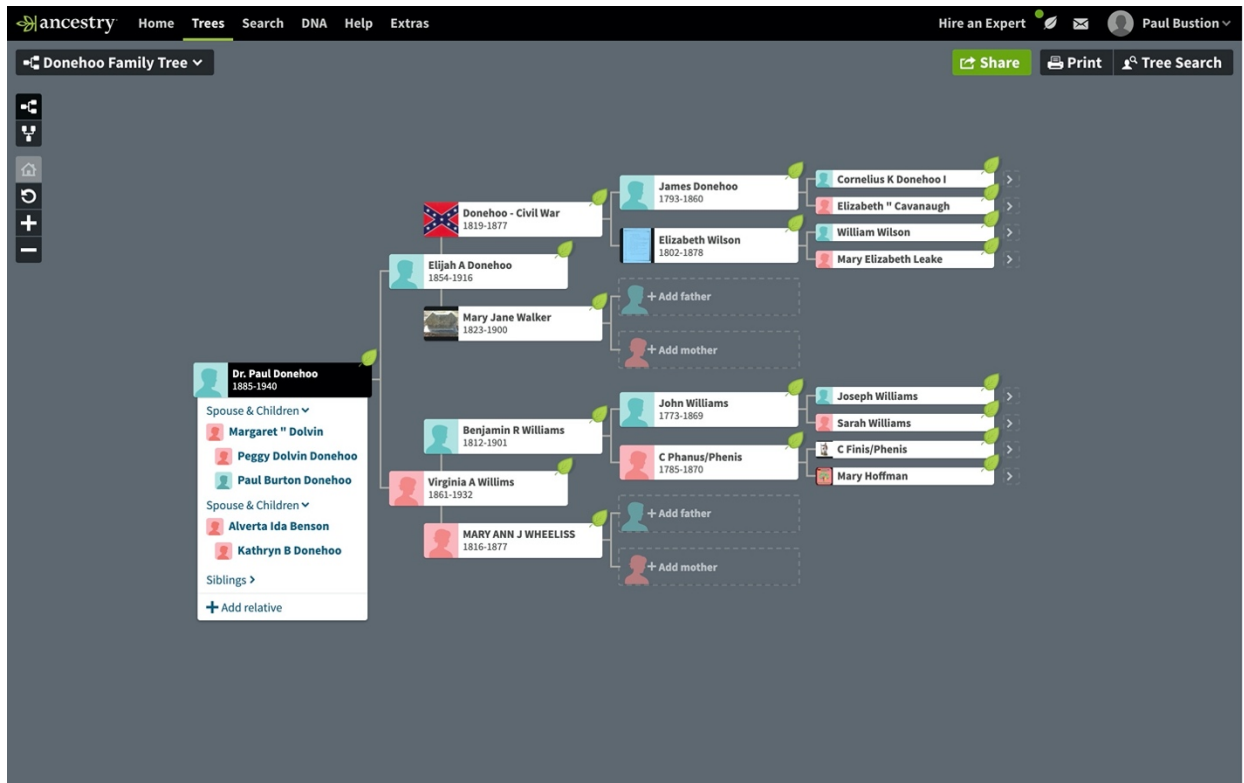 ancestry Home Trees Search DNA Help Extras Hire an Expert Paul Bustion
Donehoo Family Tree Share Print Tree Search
Cornelius K Donehoo I
James Donehoo
1793-1860
Elizabeth " Cavanaugh
Donehoo - Civil War
1819-1877
William Wilson
Elizabeth Wilson
1802-1878
Mary Elizabeth Leake
Elijah A Donehoo
1854-1916
+ Add father
Mary Jane Walker
1823-1900
+ Add mother
Dr. Paul Donehoo
1885-1940
Spouse & Children
Margaret " Dolvin
Peggy Dolvin Donehoo
Paul Burton Donehoo
Spouse & Children
Alverta Ida Benson
Kathryn B Donehoo
Siblings >
+ Add relative
Joseph Williams
John Williams
1773-1869
Sarah Williams
Benjamin R Williams
1812-1901
C Finis/Phenis
C Phanus/Phenis
1785-1870
Mary Hoffman
Virginia A Willims
1861-1932
+ Add father
MARY ANN J WHEELISS
1816-1877
+ Add mother